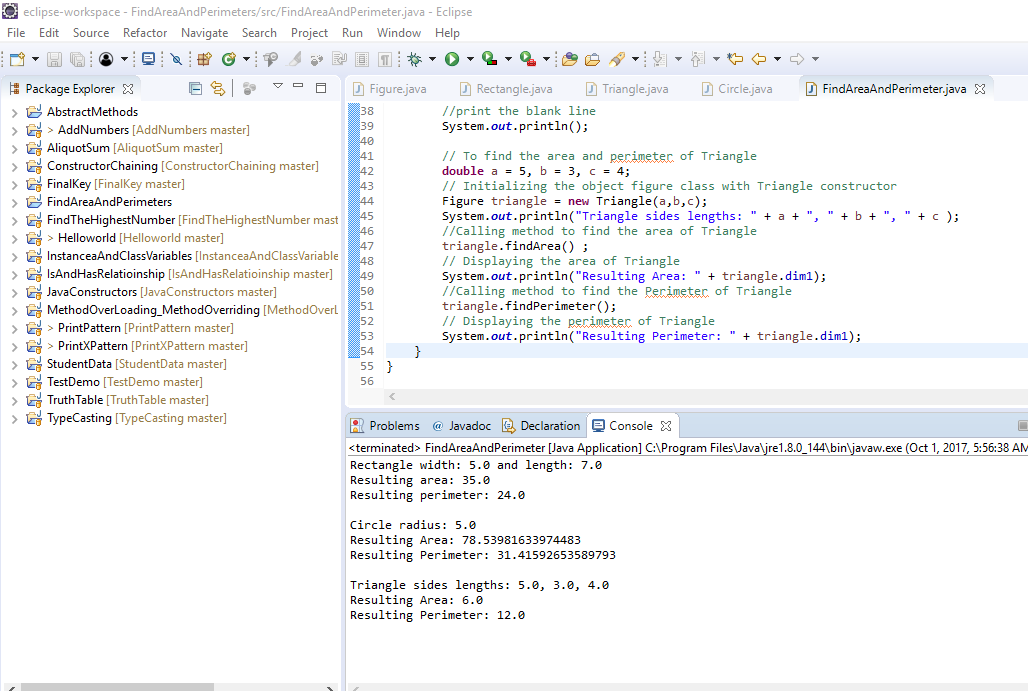 eclipse-workspace - FindAreaAndPerimeters/src/FindAreaAndPerimeter.java - Eclipse
File Edit Source Refactor Navigate Search Project Run Window Help
Package Explorer
AbstractMethods
> AddNumbers [AddNumbers master]
AliquotSum [AliquotSum master]
ConstructorChaining [ConstructorChaining master]
FinalKey [FinalKey master]
FindAreaAndPerimeters
FindTheHighestNumber [FindTheHighestNumber mast
> Helloworld [Helloworld master]
InstanceaAndClassVariables [InstanceaAndClassVariable
IsAndHasRelatioinship [IsAndHasRelatioinship master]
JavaConstructors [JavaConstructors master]
MethodOverLoading_MethodOverriding [MethodOverL
> PrintPattern [PrintPattern master]
> PrintXPattern [PrintXPattern master]
StudentData [StudentData master]
TestDemo [TestDemo master]
TruthTable [TruthTable master]
TypeCasting [TypeCasting master]
Figure.java Rectangle.java Triangle.java Circle.java FindAreaAndPerimeter.java
38 //print the blank line
39 System.out.println();
40
41 // To find the area and perimeter of Triangle
42 double a = 5, b = 3, c = 4;
43 // Initializing the object figure class with Triangle constructor
44 Figure triangle = new Triangle(a,b,c);
45 System.out.println("Triangle sides lengths: " + a + ", " + b + ", " + c );
46 //Calling method to find the area of Triangle
47 triangle.findArea() ;
48 // Displaying the area of Triangle
49 System.out.println("Resulting Area: " + triangle.dim1);
50 //Calling method to find the Perimeter of Triangle
51 triangle.findPerimeter();
52 // Displaying the perimeter of Triangle
53 System.out.println("Resulting Perimeter: " + triangle.dim1);
54 }
55 }
56
Problems @ Javadoc Declaration Console
<terminated> FindAreaAndPerimeter [Java Application] C:\Program Files\Java\jre1.8.0_144\bin\javaw.exe (Oct 1, 2017, 5:56:38 AM
Rectangle width: 5.0 and length: 7.0
Resulting area: 35.0
Resulting perimeter: 24.0
Circle radius: 5.0
Resulting Area: 78.53981633974483
Resulting Perimeter: 31.41592653589793
Triangle sides lengths: 5.0, 3.0, 4.0
Resulting Area: 6.0
Resulting Perimeter: 12.0